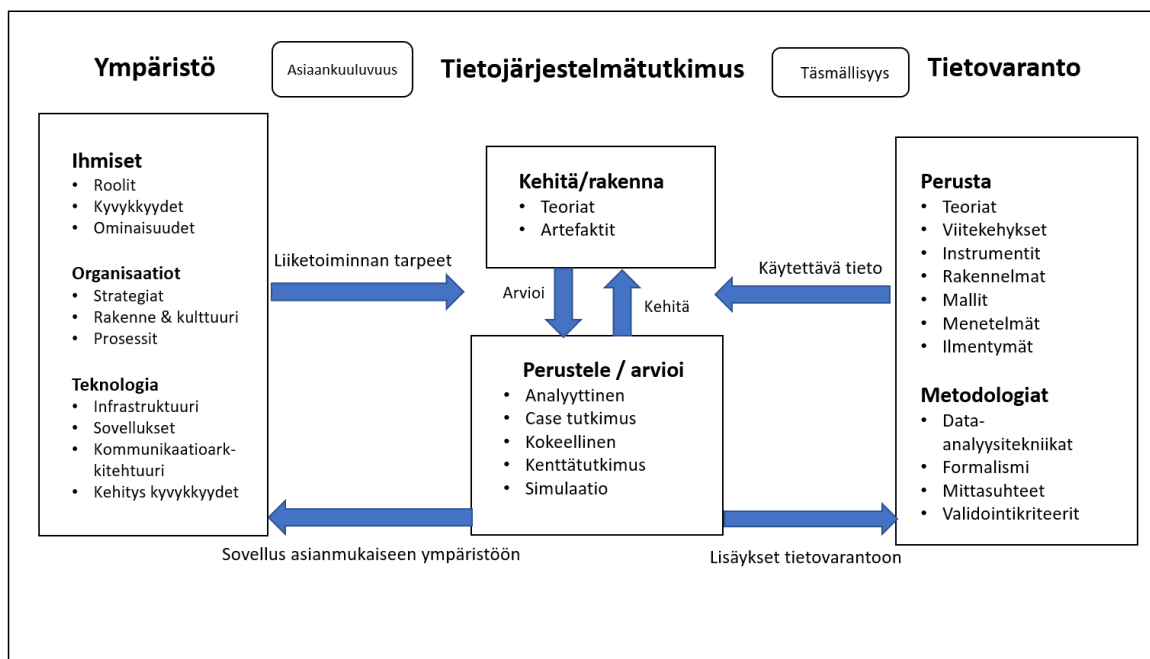 Ympäristö
Asiaankuuluvuus
Tietojärjestelmätutkimus
Täsmällisyys
Tietovaranto
Ihmiset
• Roolit
• Kyvykkyydet
• Ominaisuudet
Organisaatiot
• Strategiat
• Rakenne & kulttuuri
• Prosessit
Teknologia
• Infrastruktuuri
• Sovellukset
• Kommunikaatioark-
kitehtuuri
• Kehitys kyvykkyydet
Liiketoiminnan tarpeet
Kehitä/rakenna
• Teoriat
• Artefaktit
Arvioi
Kehitä
Perustele / arvioi
• Analyyttinen
• Case tutkimus
• Kokeellinen
• Kenttätutkimus
• Simulaatio
Käytettävä tieto
Perusta
• Teoriat
• Viitekehykset
• Instrumentit
• Rakennelmat
• Mallit
• Menetelmät
• Ilmentymät
Metodologiat
• Data-
analyysitekniikat
• Formalismi
• Mittasuhteet
• Validointikriteerit
Sovellus asianmukaiseen ympäristöön
Lisäykset tietovarantoon